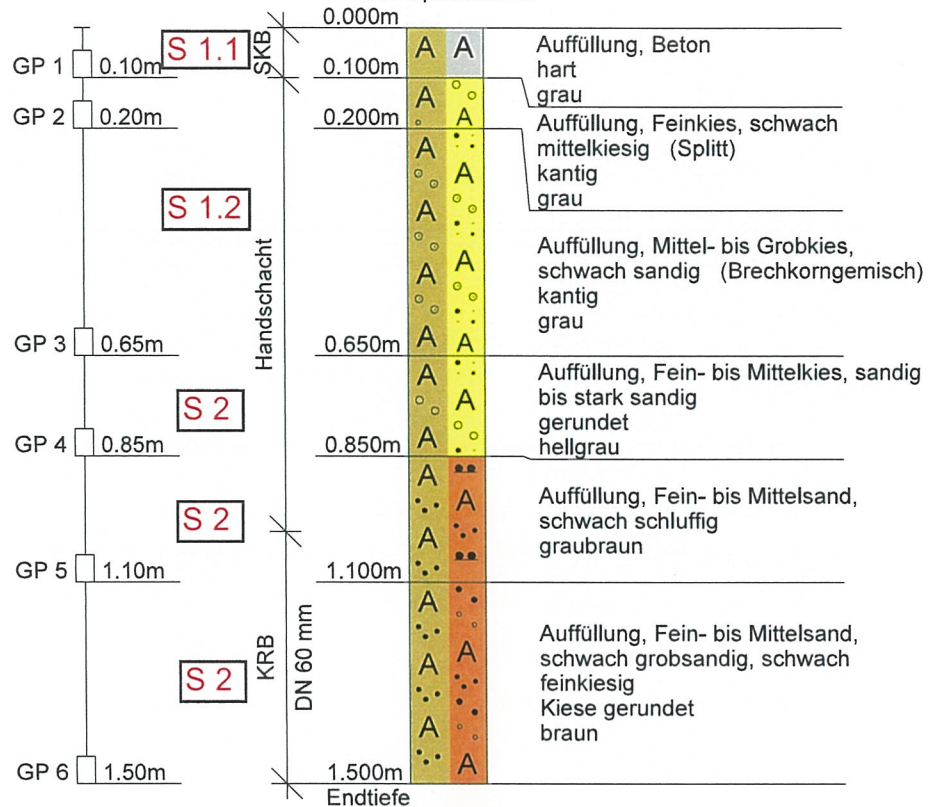 0.000m
S 1.1
SKB
A A
Auffüllung, Beton
hart
grau
GP 1 0.10m
0.100m
GP 2 0.20m
0.200m
A
A
Auffüllung, Feinkies, schwach
mittelkiesig (Splitt)
kantig
grau
S 1.2
Handschacht
A
A
A
A
A
A
A
Auffüllung, Mittel- bis Grobkies,
schwach sandig (Brechkorngemisch)
kantig
grau
GP 3 0.65m
0.650m
S 2
A
A
A
Auffüllung, Fein- bis Mittelkies, sandig
bis stark sandig
gerundet
hellgrau
GP 4 0.85m
0.850m
S 2
A
A
A
Auffüllung, Fein- bis Mittelsand,
schwach schluffig
graubraun
GP 5 1.10m
1.100m
S 2
KRB
DN 60 mm
A
A
A
A
A
Auffüllung, Fein- bis Mittelsand,
schwach grobsandig, schwach
feinkiesig
Kiese gerundet
braun
GP 6 1.50m
1.500m
Endtiefe